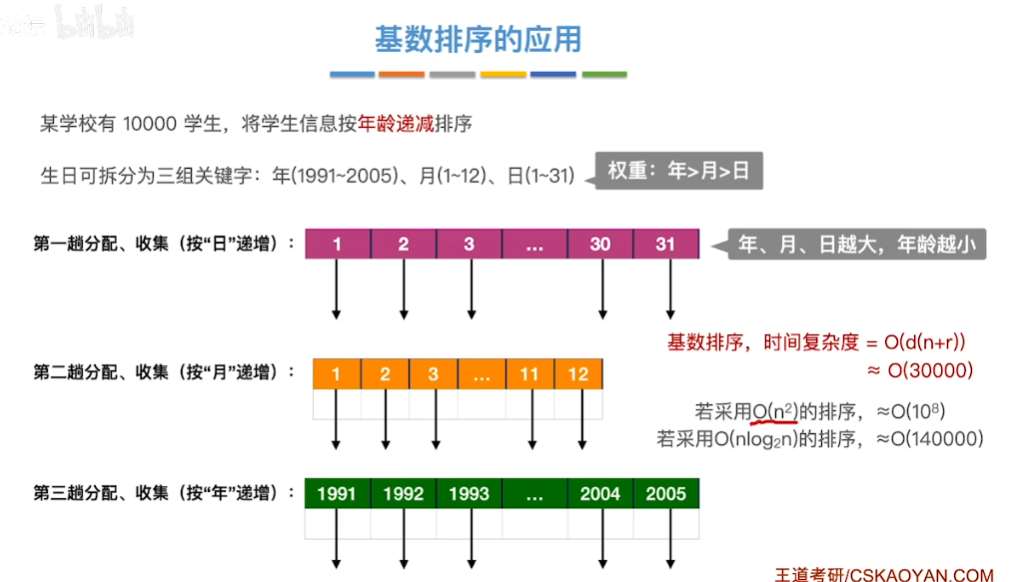 bilibili
基数排序的应用
某学校有 10000 学生，将学生信息按年龄递减排序
生日可拆分为三组关键字：年(1991~2005)、月(1~12)、日(1~31)
权重：年>月>日
第一趟分配、收集（按“日”递增）：
1 2 3 … 30 31
年、月、日越大，年龄越小
基数排序，时间复杂度 = O(d(n+r))
≈ O(30000)
第二趟分配、收集（按“月”递增）：
1 2 3 … 11 12
若采用O(n²)的排序，≈O(10⁸)
若采用O(nlog₂n)的排序，≈O(140000)
第三趟分配、收集（按“年”递增）：
1991 1992 1993 … 2004 2005
王道考研/CSKAOYAN.COM